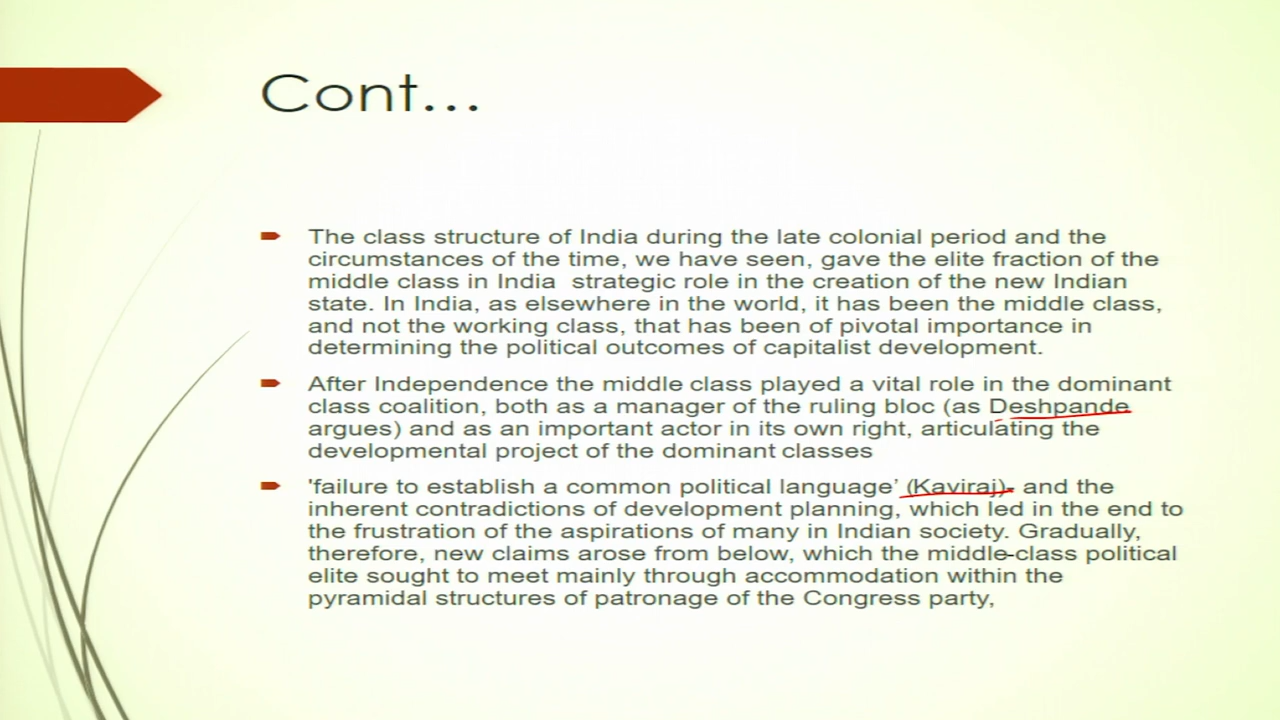 Cont...
The class structure of India during the late colonial period and the
circumstances of the time, we have seen, gave the elite fraction of the
middle class in India strategic role in the creation of the new Indian
state. In India, as elsewhere in the world, it has been the middle class,
and not the working class, that has been of pivotal importance in
determining the political outcomes of capitalist development.
After Independence the middle class played a vital role in the dominant
class coalition, both as a manager of the ruling bloc (as Deshpande
argues) and as an important actor in its own right, articulating the
developmental project of the dominant classes
'failure to establish a common political language’ (Kaviraj)- and the
inherent contradictions of development planning, which led in the end to
the frustration of the aspirations of many in Indian society. Gradually,
therefore, new claims arose from below, which the middle-class political
elite sought to meet mainly through accommodation within the
pyramidal structures of patronage of the Congress party,